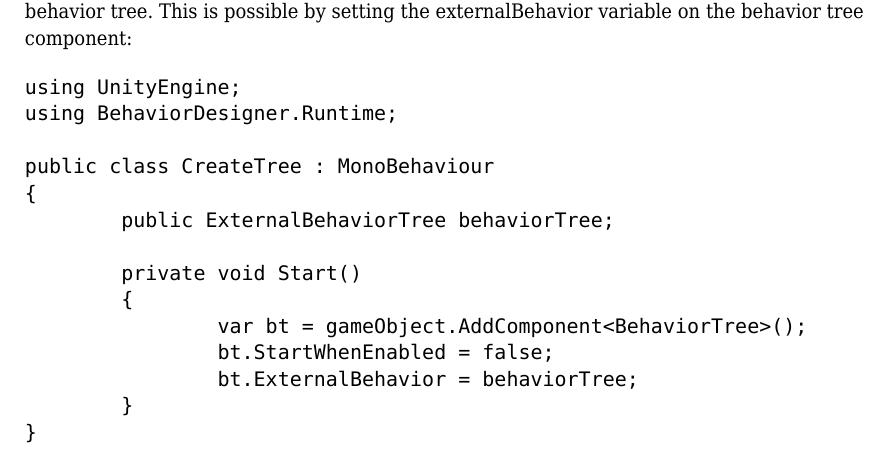 behavior tree. This is possible by setting the externalBehavior variable on the behavior tree
component:
using UnityEngine;
using BehaviorDesigner.Runtime;
public class CreateTree : MonoBehaviour
{
        public ExternalBehaviorTree behaviorTree;
        private void Start()
        {
                var bt = gameObject.AddComponent<BehaviorTree>();
                bt.StartWhenEnabled = false;
                bt.ExternalBehavior = behaviorTree;
        }
}